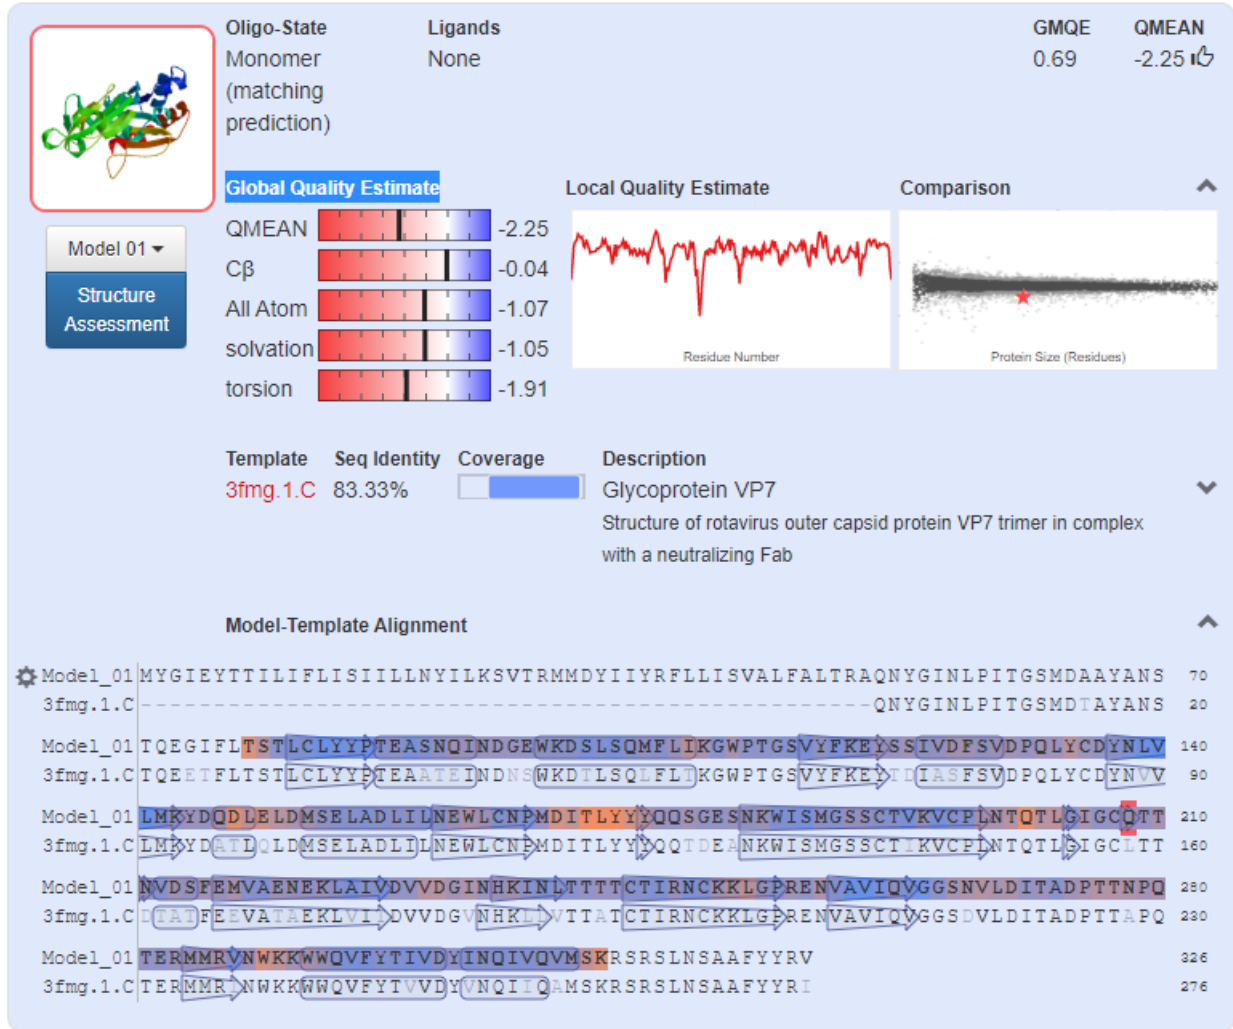 Oligo-State Ligands GMQE QMEAN
Monomer None 0.69 -2.25
(matching
prediction)
Global Quality Estimate Local Quality Estimate Comparison
QMEAN -2.25
Model 01
Cβ -0.04
Structure
Assessment
All Atom -1.07
solvation -1.05
Residue Number Protein Size (Residues)
torsion -1.91
Template Seq Identity Coverage Description
3fmg.1.C 83.33% Glycoprotein VP7
Structure of rotavirus outer capsid protein VP7 trimer in complex
with a neutralizing Fab
Model-Template Alignment
Model_01 MYGIEYTTILIFLISIILLNYILKSVTRMMDYIIYRFLLISVALFALTRAQNYGINLPITGSMDAAYANS 70
3fmg.1.C --------------------------------------------------QNYGINLPITGSMDTAYANS 20
Model_01 TQEGIFLTSTLCLYYPTEASNQINDGEWKDSLSQMFLIKGWPTGSVYFKEYSSIVDFSVDPQLYCDYNLV 140
3fmg.1.C TQEETFLTSTLCLYYPTEAATEINDNSWKDTLSQLFLTKGWPTGSVYFKEYTDIASFSVDPQLYCDYNVV 90
Model_01 LMKYDQDLELDMSELADLILNEWLCNPMDITLYYYQQSGESNKWISMGSSCTVKVCPLNTQTLGIGCQTT 210
3fmg.1.C LMKYDATLQLDMSELADLILNEWLCNPMDITLYYYQQTDEANKWISMGSSCTIKVCPLNTQTLGIGCLTT 160
Model_01 NVDSFEMVAENEKLAIVDVVDGINHKINLTTTTCTIRNCKKLGPRENVAVIQVGGSNVLDITADPTTNPQ 280
3fmg.1.C DTATFEEVATAEKLVITDVVDGVNHKLDVTTATCTIRNCKKLGPRENVAVIQVGGSDVLDITADPTTAPQ 230
Model_01 TERMMRVNWKKWWQVFYTIVDYINQIVQVMSKRSRSLNSAAFYYRV 326
3fmg.1.C TERMMRINWKKWWQVFYTVVDYVNQIIQAMSKRSRSLNSAAFYYRI 276